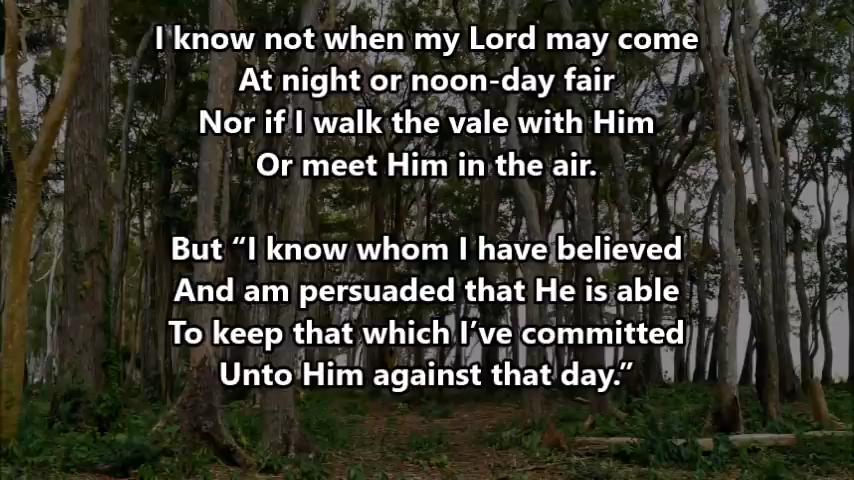 I know not when my Lord may come
At night or noon-day fair
Nor if I walk the vale with Him
Or meet Him in the air.
But “I know whom I have believed
And am persuaded that He is able
To keep that which I’ve committed
Unto Him against that day.”